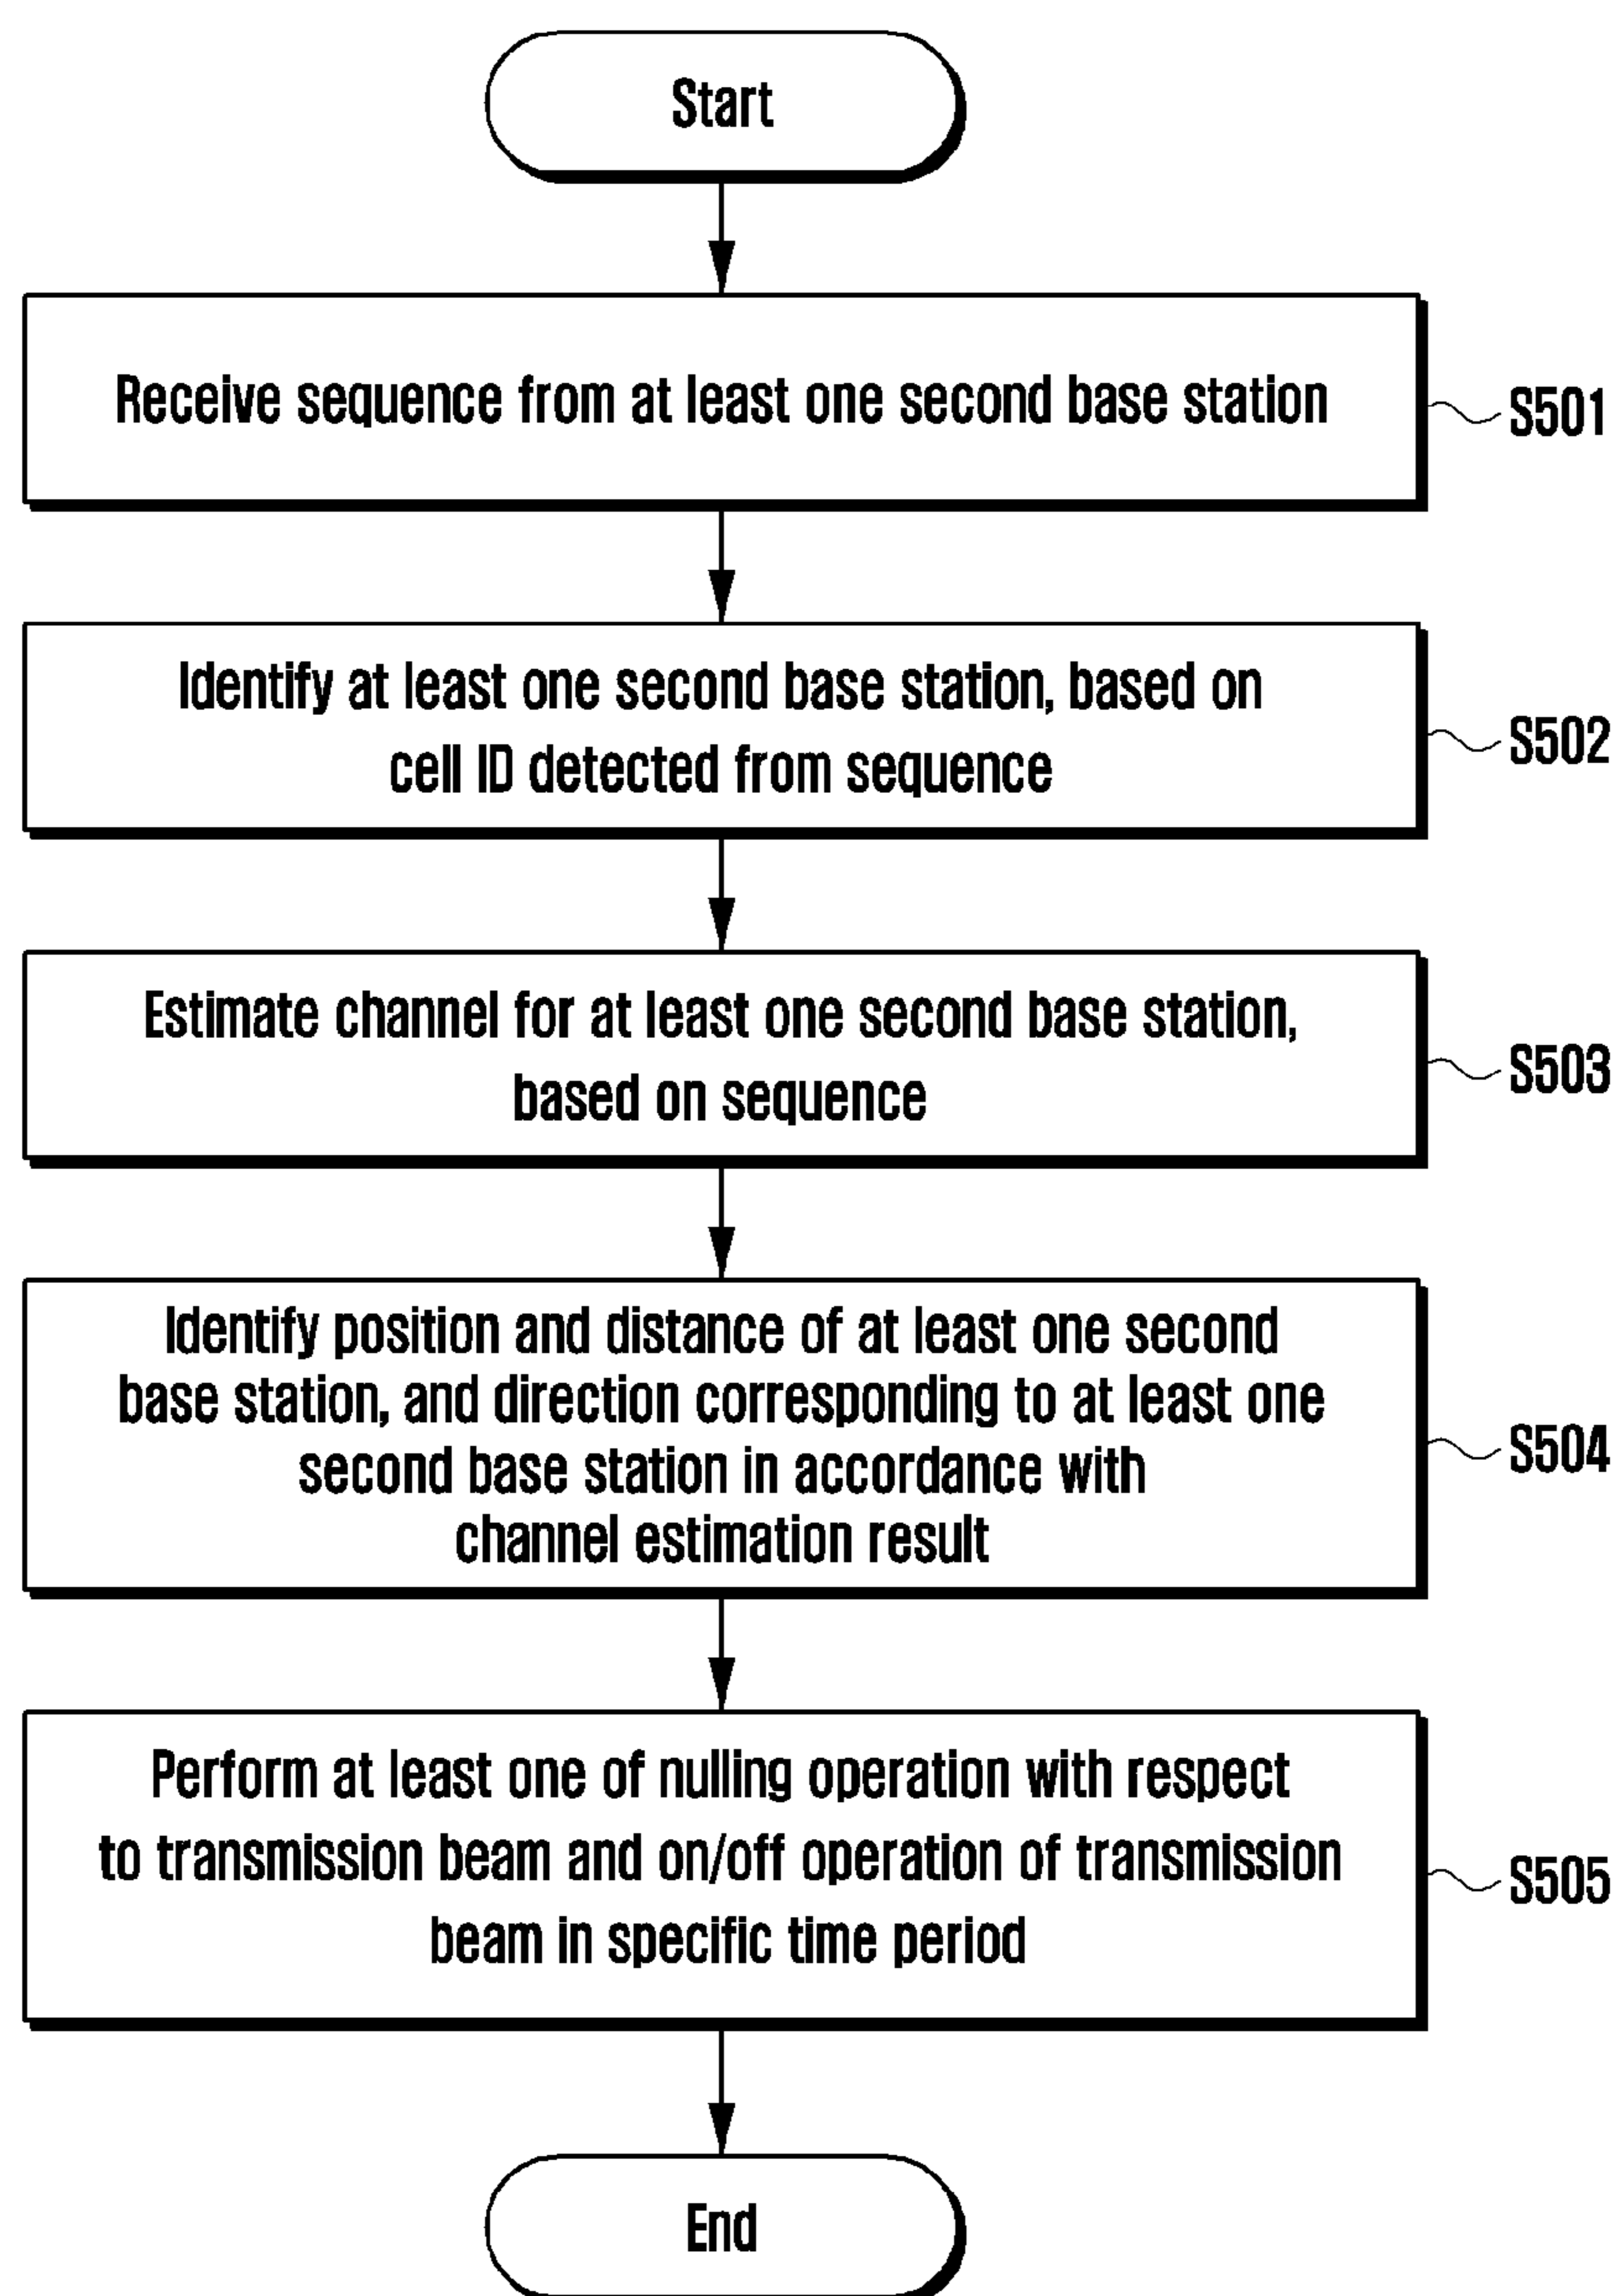 Start
Receive sequence from at least one second base station
S501
Identify at least one second base station, based on
cell ID detected from sequence
S502
Estimate channel for at least one second base station,
based on sequence
S503
Identify position and distance of at least one second
base station, and direction corresponding to at least one
second base station in accordance with
channel estimation result
S504
Perform at least one of nulling operation with respect
to transmission beam and on/off operation of transmission
beam in specific time period
S505
End